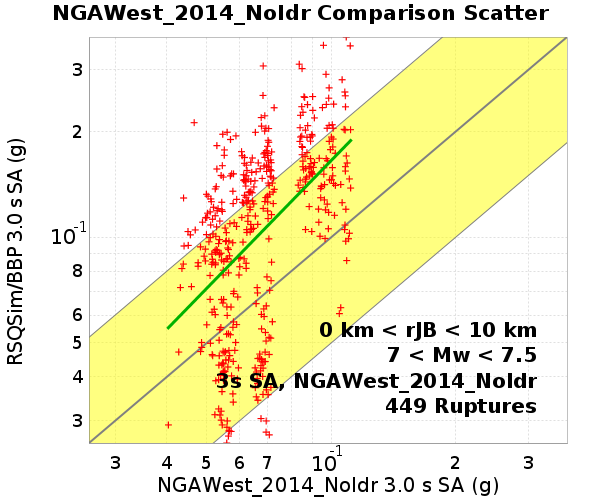 NGAWest_2014_NoIdr Comparison Scatter
RSQSim/BBP 3.0 s SA (g)
3
2
10-1
8
6
5
4
3
0 km < rJB < 10 km
7 < Mw < 7.5
3s SA, NGAWest_2014_NoIdr
449 Ruptures
3 4 5 6 7 10-1 2 3
NGAWest_2014_NoIdr 3.0 s SA (g)